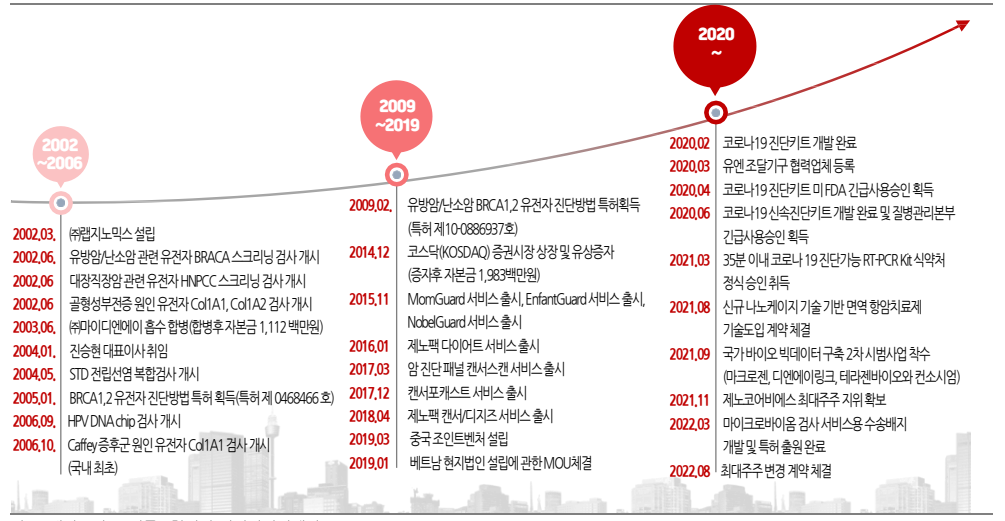 2002
~2006
2002.03. ㈜랩지노믹스 설립
2002.06. 유방암/난소암 관련 유전자 BRACA 스크리닝 검사 개시
2002.06 대장직장암 관련 유전자 HNPCC 스크리닝 검사 개시
2002.06 골형성부전증 원인 유전자 Col1A1, Col1A2 검사 개시
2003.06. ㈜마이디엔에이 흡수 합병(합병후 자본금 1,112 백만원)
2004.01. 진승현 대표이사 취임
2004.05. STD 전립선염 복합검사 개시
2005.01. BRCA1,2 유전자 진단방법 특허 획득(특허 제 0468466 호)
2006.09. HPV DNA chip 검사 개시
2006.10. Caffey 증후군 원인 유전자 Col1A1 검사 개시
(국내 최초)
2009
~2019
2009.02. 유방암/난소암 BRCA1,2 유전자 진단방법 특허획득
(특허 제10-0886937호)
2014.12 코스닥(KOSDAQ) 증권시장 상장 및 유상증자
(증자후 자본금 1,983백만원)
2015.11 MomGuard 서비스 출시, EnfantGuard 서비스 출시,
NobelGuard 서비스 출시
2016.01 제노팩 다이어트 서비스 출시
2017.03 암 진단 패널 캔서스캔 서비스 출시
2017.12 캔서포캐스트 서비스 출시
2018.04 제노팩 캔서/디지즈 서비스 출시
2019.03 중국 조인트벤처 설립
2019.01 베트남 현지법인 설립에 관한 MOU체결
2020
~
2020.02 코로나19 진단키트 개발 완료
2020.03 유엔 조달기구 협력업체 등록
2020.04 코로나19 진단키트 미 FDA 긴급사용승인 획득
2020.06 코로나19 신속진단키트 개발 완료 및 질병관리본부
긴급사용승인 획득
2021.03 35분 이내 코로나 19 진단가능 RT-PCR Kit 식약처
정식 승인 취득
2021.08 신규 나노케이지 기술 기반 면역 항암치료제
기술도입 계약 체결
2021.09 국가 바이오 빅데이터 구축 2차 시범사업 착수
(마크로젠, 디엔에이링크, 테라젠바이오와 컨소시엄)
2021.11 제노코어비에스 최대주주 지위 확보
2022.03 마이크로바이옴 검사 서비스용 수송배지
개발 및 특허 출원 완료
2022.08 최대주주 변경 계약 체결